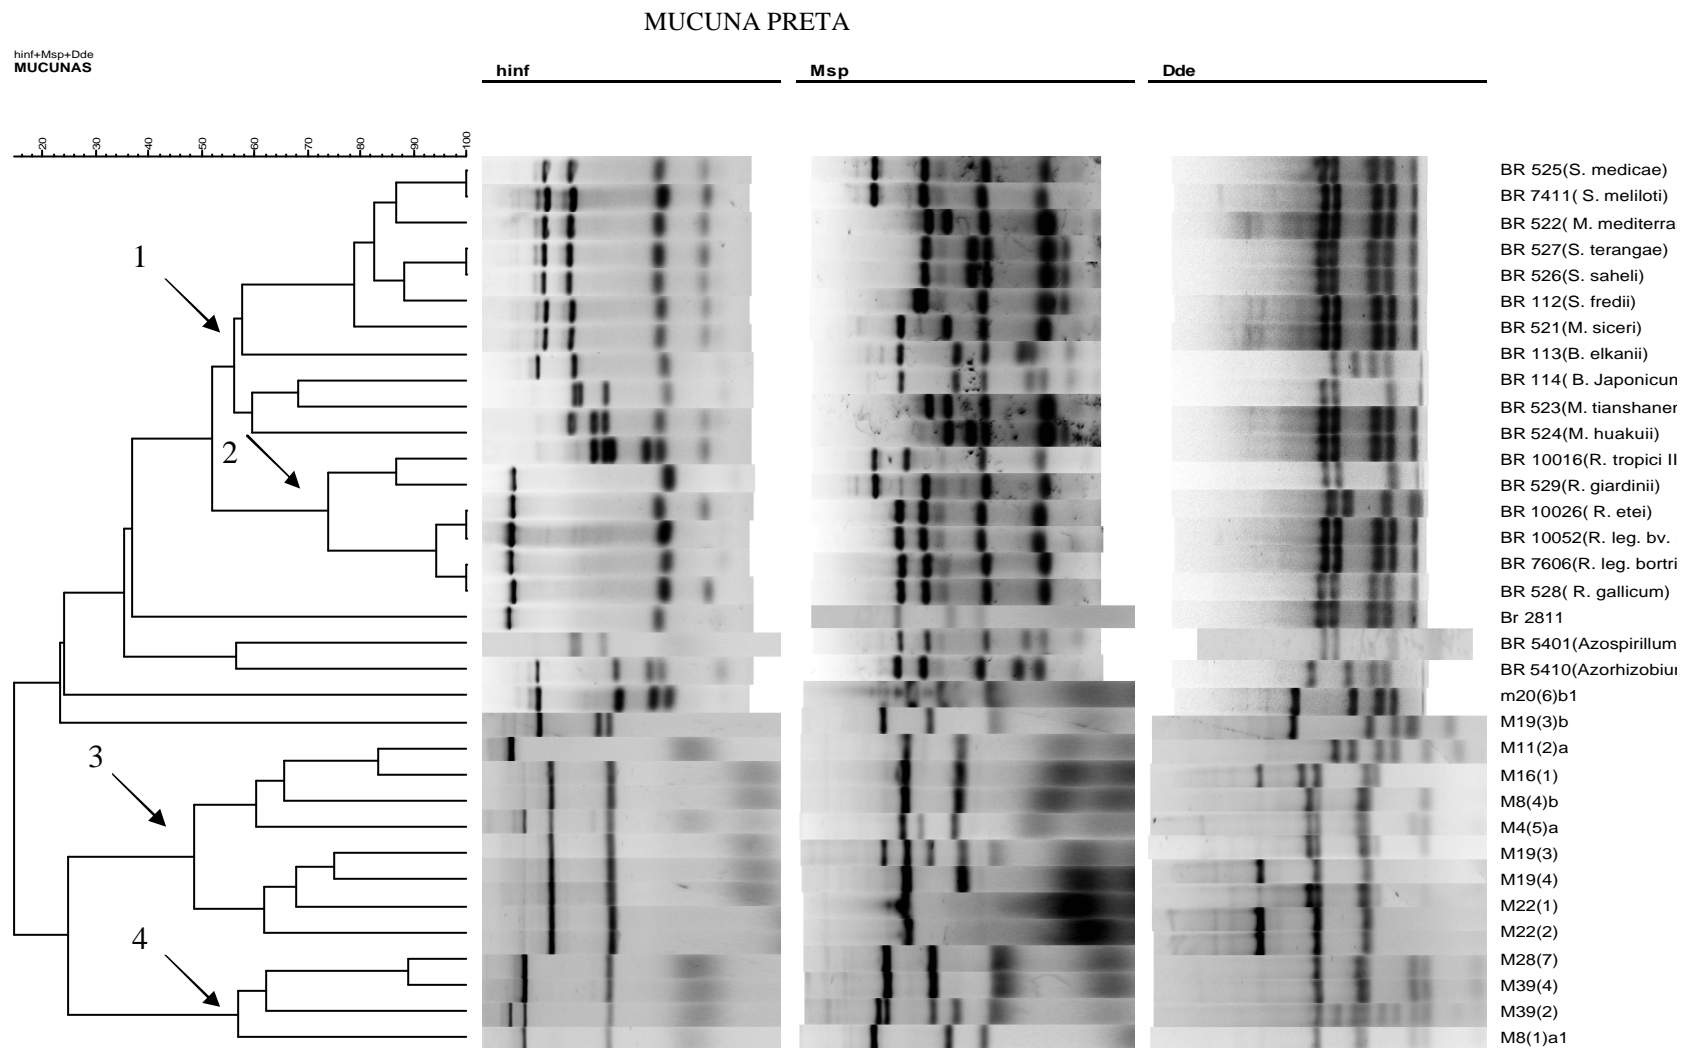 MUCUNA PRETA
hinf+Msp+Dde
MUCUNAS
hinf
Msp
Dde
20
30
40
50
60
70
80
90
100
BR 525(S. medicae)
BR 7411( S. meliloti)
BR 522( M. mediterra
BR 527(S. terangae)
BR 526(S. saheli)
BR 112(S. fredii)
BR 521(M. siceri)
BR 113(B. elkanii)
BR 114( B. Japonicun
BR 523(M. tianshaner
BR 524(M. huakuii)
BR 10016(R. tropici II
BR 529(R. giardinii)
BR 10026( R. etei)
BR 10052(R. leg. bv.
BR 7606(R. leg. bortri
BR 528( R. gallicum)
Br 2811
BR 5401(Azospirillum
BR 5410(Azorhizobiu
m20(6)b1
M19(3)b
M11(2)a
M16(1)
M8(4)b
M4(5)a
M19(3)
M19(4)
M22(1)
M22(2)
M28(7)
M39(4)
M39(2)
M8(1)a1
1
2
3
4